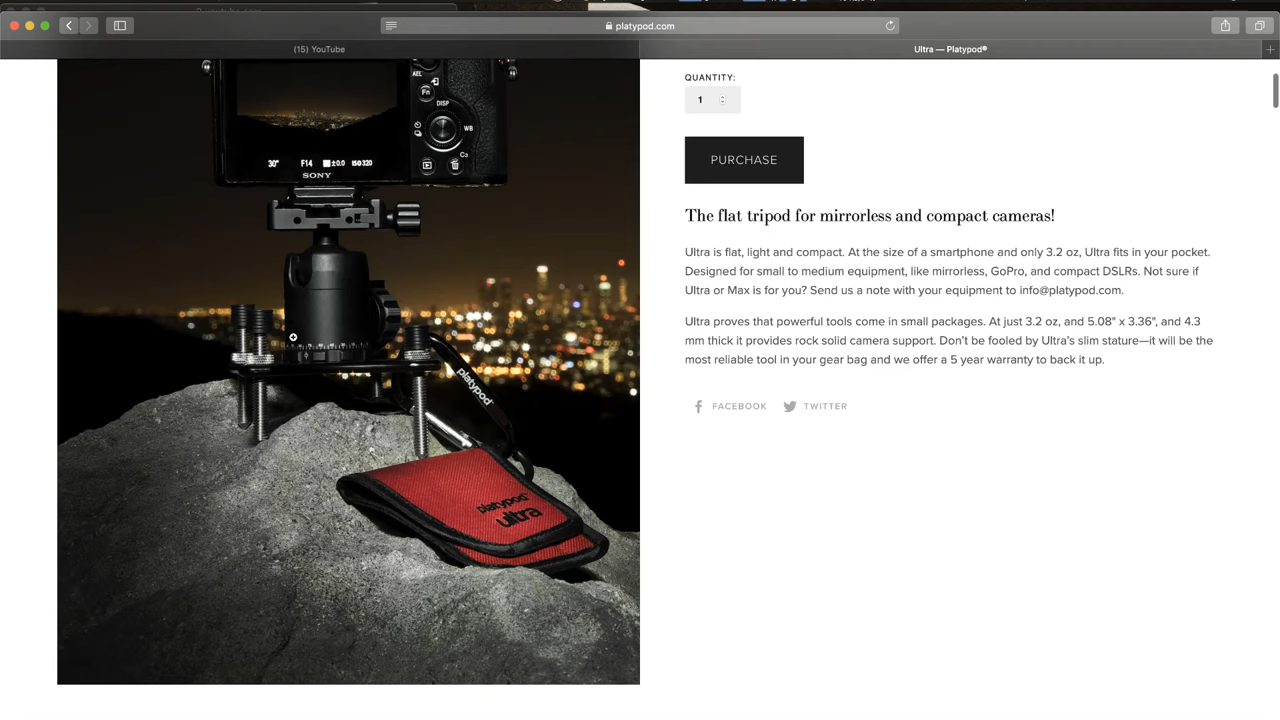 platypod.com
(15) YouTube
Ultra — Platypod®
AEL
Fn
DISP
WB
C3
30" F14 ±0.0 ISO 320
SONY
platypod
platypod
ultra
QUANTITY:
1
PURCHASE
The flat tripod for mirrorless and compact cameras!
Ultra is flat, light and compact. At the size of a smartphone and only 3.2 oz, Ultra fits in your pocket.
Designed for small to medium equipment, like mirrorless, GoPro, and compact DSLRs. Not sure if
Ultra or Max is for you? Send us a note with your equipment to info@platypod.com.
Ultra proves that powerful tools come in small packages. At just 3.2 oz, and 5.08" x 3.36", and 4.3
mm thick it provides rock solid camera support. Don't be fooled by Ultra's slim stature—it will be the
most reliable tool in your gear bag and we offer a 5 year warranty to back it up.
FACEBOOK TWITTER